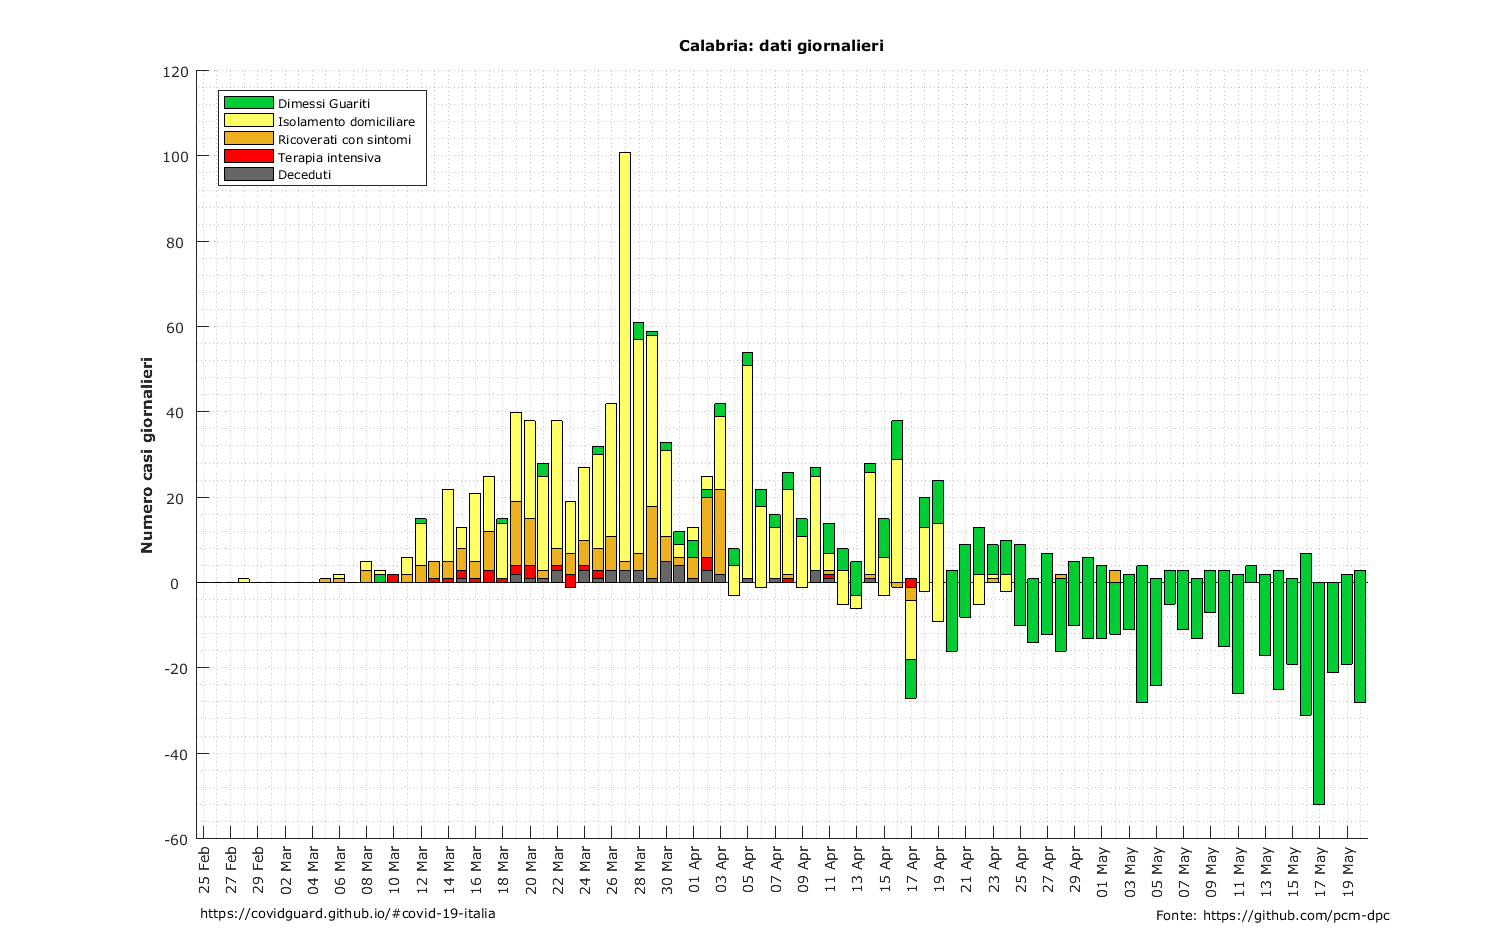 Calabria: dati giornalieri
120
100
80
60
40
20
0
-20
-40
-60
Numero casi giornalieri
Dimessi Guariti
Isolamento domiciliare
Ricoverati con sintomi
Terapia intensiva
Deceduti
25 Feb
27 Feb
29 Feb
02 Mar
04 Mar
06 Mar
08 Mar
10 Mar
12 Mar
14 Mar
16 Mar
18 Mar
20 Mar
22 Mar
24 Mar
26 Mar
28 Mar
30 Mar
01 Apr
03 Apr
05 Apr
07 Apr
09 Apr
11 Apr
13 Apr
15 Apr
17 Apr
19 Apr
21 Apr
23 Apr
25 Apr
27 Apr
29 Apr
01 May
03 May
05 May
07 May
09 May
11 May
13 May
15 May
17 May
19 May
https://covidguard.github.io/#covid-19-italia
Fonte: https://github.com/pcm-dpc